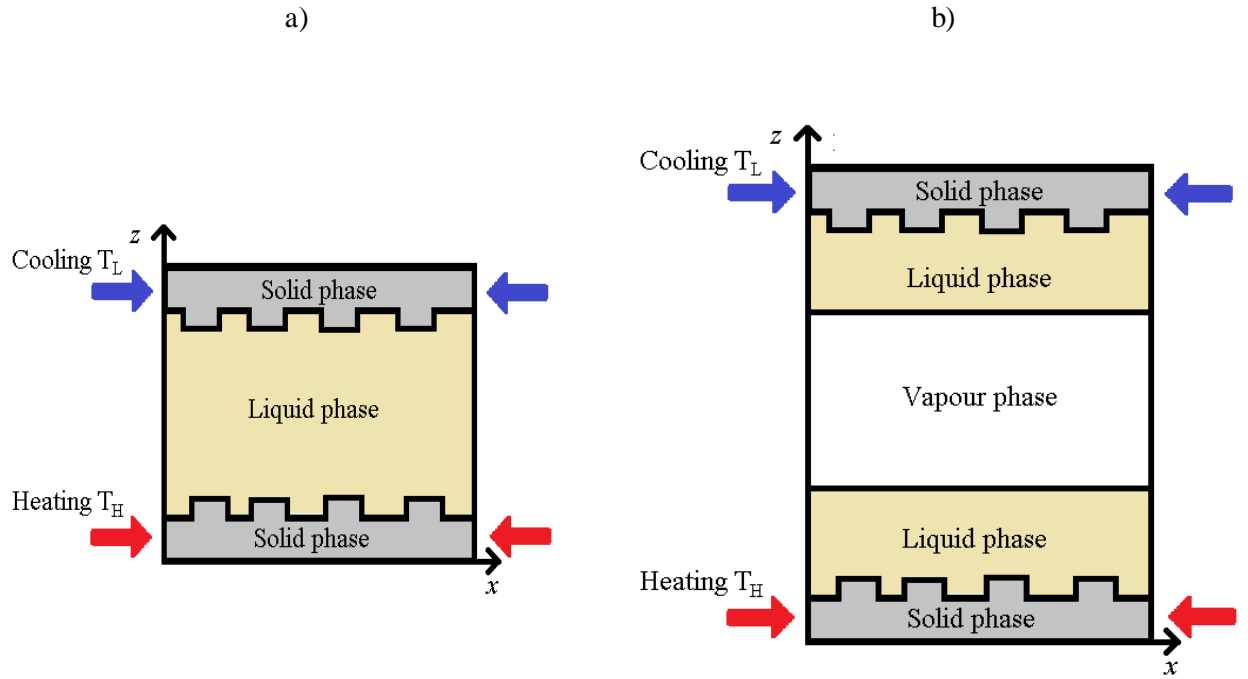 a)
b)
z
Cooling T_L
Solid phase
Liquid phase
Heating T_H
Solid phase
x
z
Cooling T_L
Solid phase
Liquid phase
Vapour phase
Liquid phase
Heating T_H
Solid phase
x